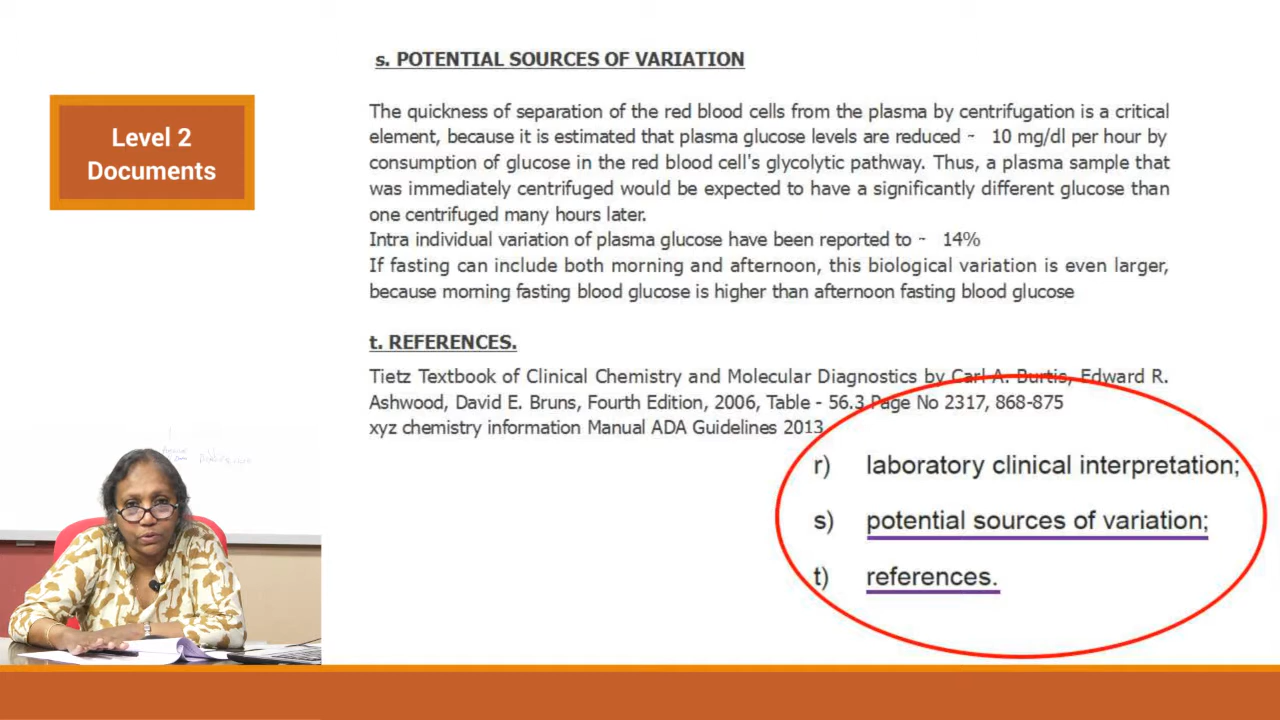 s. POTENTIAL SOURCES OF VARIATION
Level 2
Documents
The quickness of separation of the red blood cells from the plasma by centrifugation is a critical
element, because it is estimated that plasma glucose levels are reduced ~ 10 mg/dl per hour by
consumption of glucose in the red blood cell's glycolytic pathway. Thus, a plasma sample that
was immediately centrifuged would be expected to have a significantly different glucose than
one centrifuged many hours later.
Intra individual variation of plasma glucose have been reported to ~ 14%
If fasting can include both morning and afternoon, this biological variation is even larger,
because morning fasting blood glucose is higher than afternoon fasting blood glucose
t. REFERENCES.
Tietz Textbook of Clinical Chemistry and Molecular Diagnostics by Carl A. Burtis, Edward R.
Ashwood, David E. Bruns, Fourth Edition, 2006, Table - 56.3 Page No 2317, 868-875
xyz chemistry information Manual ADA Guidelines 2013
r) laboratory clinical interpretation;
s) potential sources of variation;
t) references.